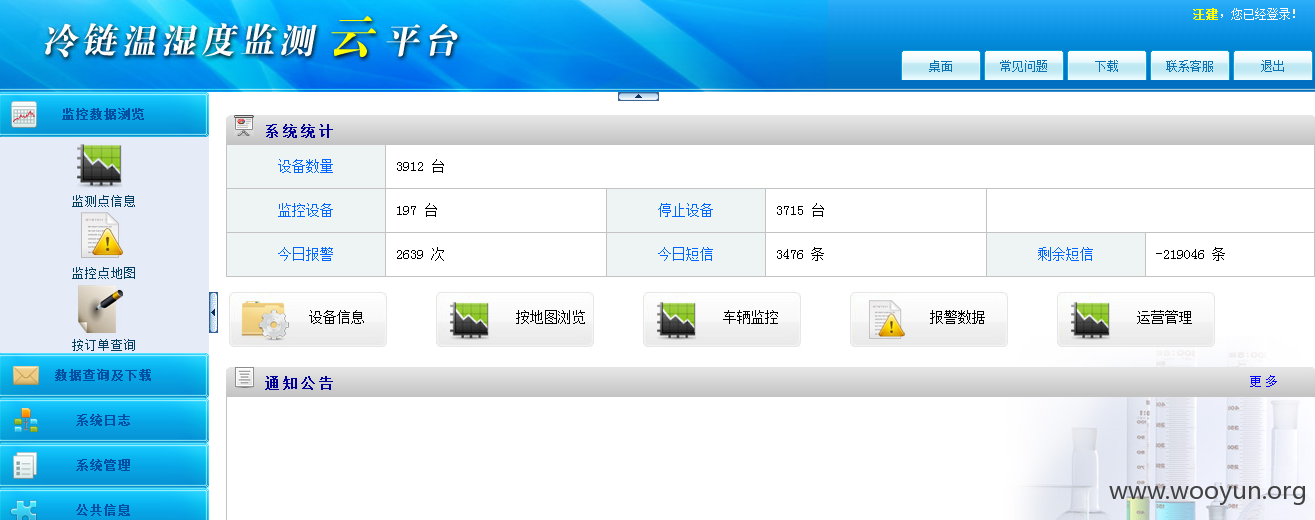 汪建，您已经登录!
冷链温湿度监测云平台
桌面 常见问题 下载 联系客服 退出
监控数据浏览
监测点信息
监控点地图
按订单查询
数据查询及下载
系统日志
系统管理
公共信息
系统统计
设备数量 3912 台
监控设备 197 台 停止设备 3715 台
今日报警 2639 次 今日短信 3476 条 剩余短信 -219046 条
设备信息 按地图浏览 车辆监控 报警数据 运营管理
通知公告 更多
www.wooyun.org